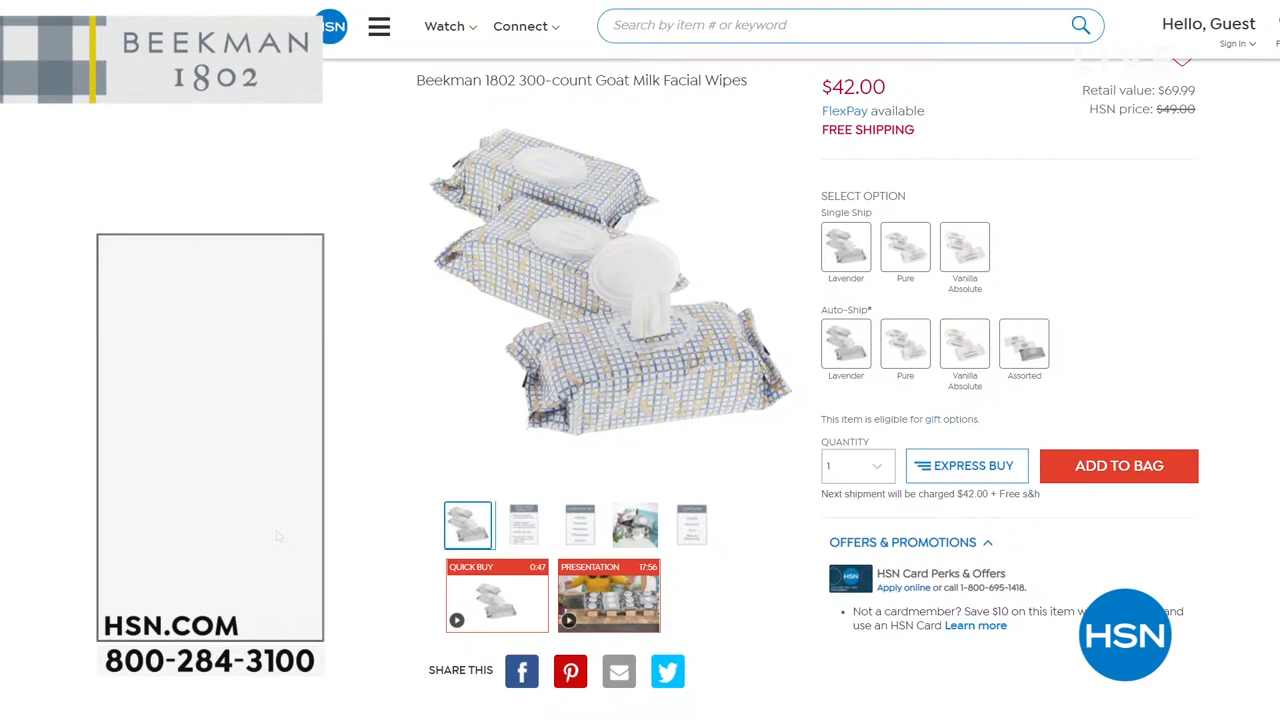 BEEKMAN
1802
HSN
Watch
Connect
Search by item # or keyword
Hello, Guest
Sign In
LIVE
Beekman 1802 300-count Goat Milk Facial Wipes
$42.00
FlexPay available
FREE SHIPPING
Retail value: $69.99
HSN price: $49.00
SELECT OPTION
Single Ship
Lavender
Pure
Vanilla
Absolute
Auto-Ship®
Lavender
Pure
Vanilla
Absolute
Assorted
This item is eligible for gift options.
QUANTITY
1
EXPRESS BUY
ADD TO BAG
Next shipment will be charged $42.00 + Free s&h
QUICK BUY 0:47
PRESENTATION 17:56
OFFERS & PROMOTIONS
HSN
HSN Card Perks & Offers
Apply online or call 1-800-695-1418.
Not a cardmember? Save $10 on this item w and
use an HSN Card Learn more
HSN
HSN.COM
800-284-3100
SHARE THIS